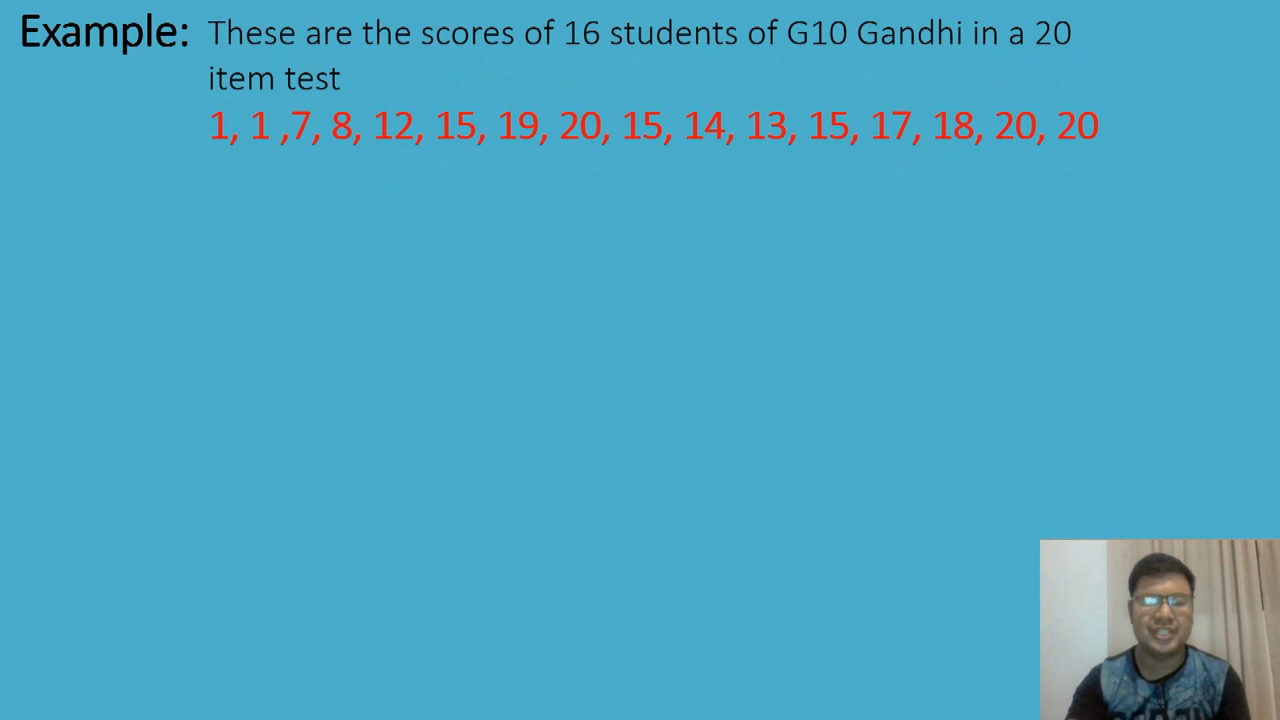 Example: These are the scores of 16 students of G10 Gandhi in a 20
item test
1, 1 ,7, 8, 12, 15, 19, 20, 15, 14, 13, 15, 17, 18, 20, 20